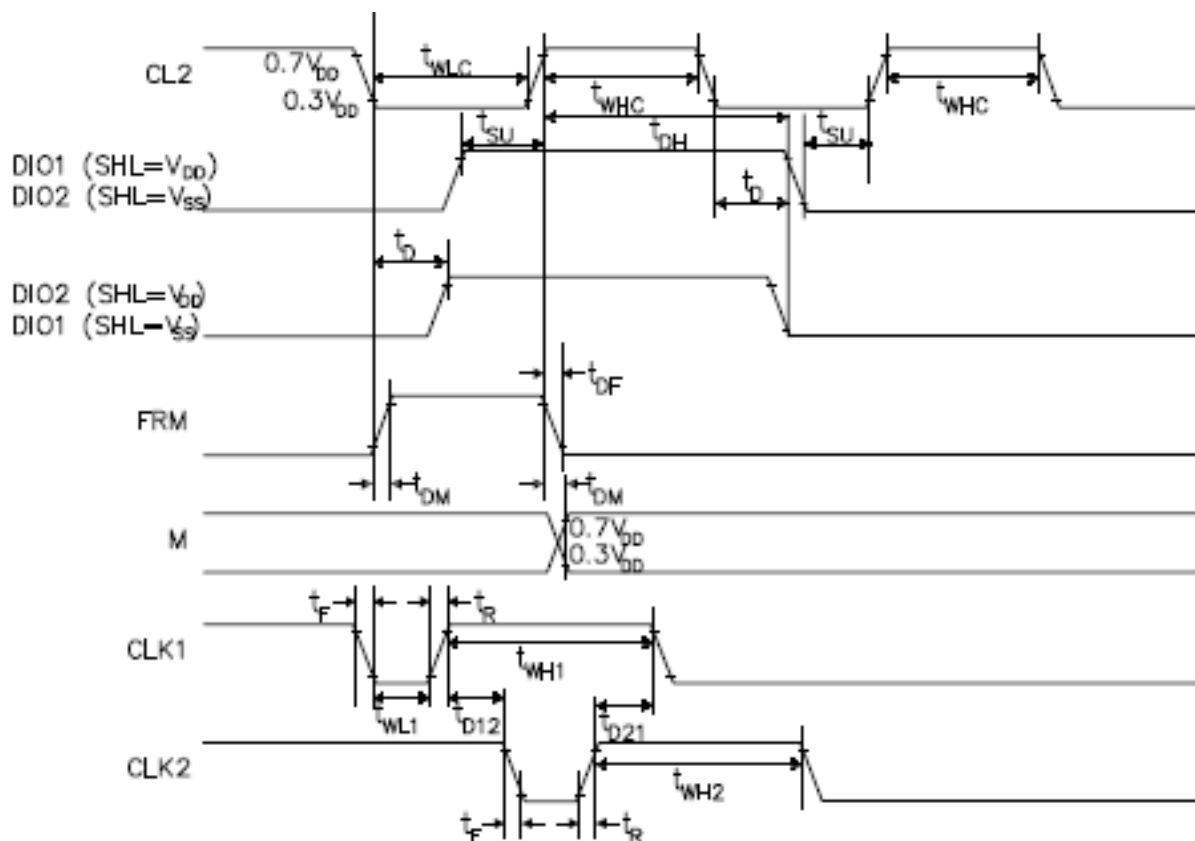 CL2
0.7VDD
0.3VDD
tWLC
tWHC
tWHC
tSU
tDH
tSU
DIO1 (SHL=VDD)
DIO2 (SHL=VSS)
tD
tD
DIO2 (SHL=VDD)
DIO1 (SHL=VSS)
tDF
FRM
tDM
tDM
M
0.7VDD
0.3VDD
tF
tR
CLK1
tWH1
tWL1
tD12
tD21
CLK2
tWH2
tF
tR